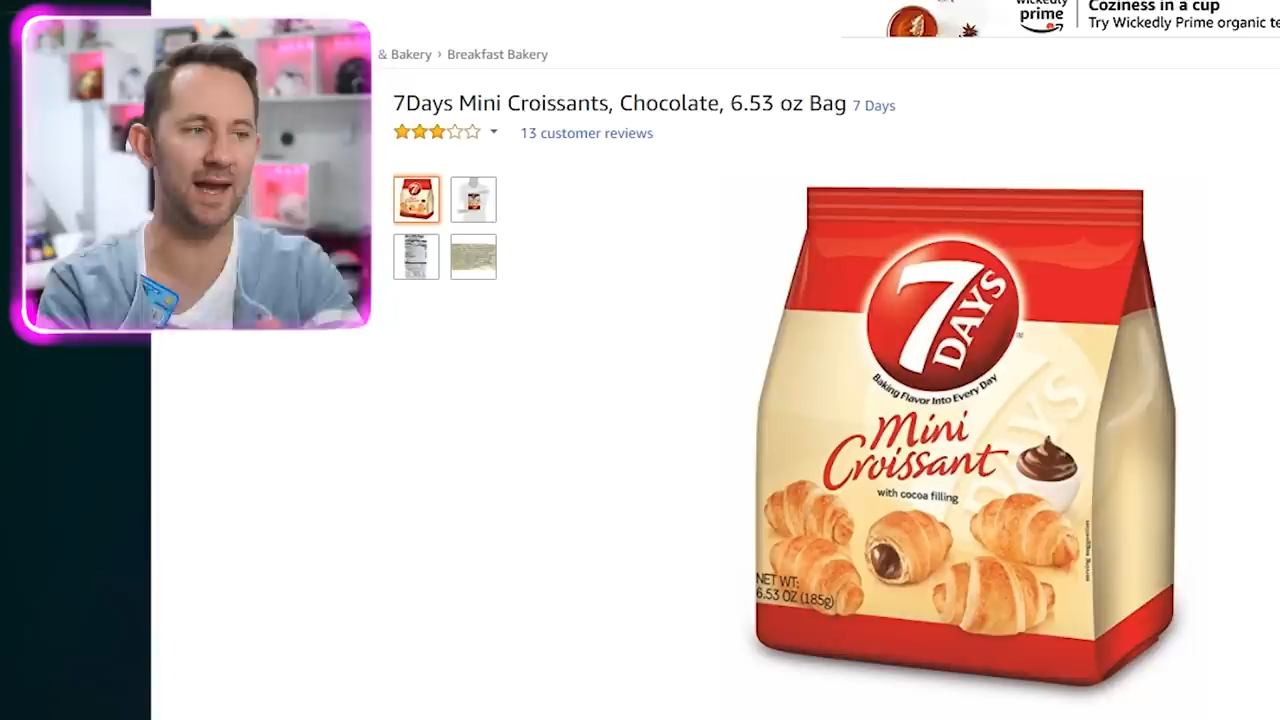 wickedly
prime
Coziness in a cup
Try Wickedly Prime organic te
& Bakery › Breakfast Bakery
7Days Mini Croissants, Chocolate, 6.53 oz Bag 7 Days
13 customer reviews
7
DAYS
Baking Flavor Into Every Day
Mini
Croissant
with cocoa filling
NET WT:
6.53 OZ (185g)